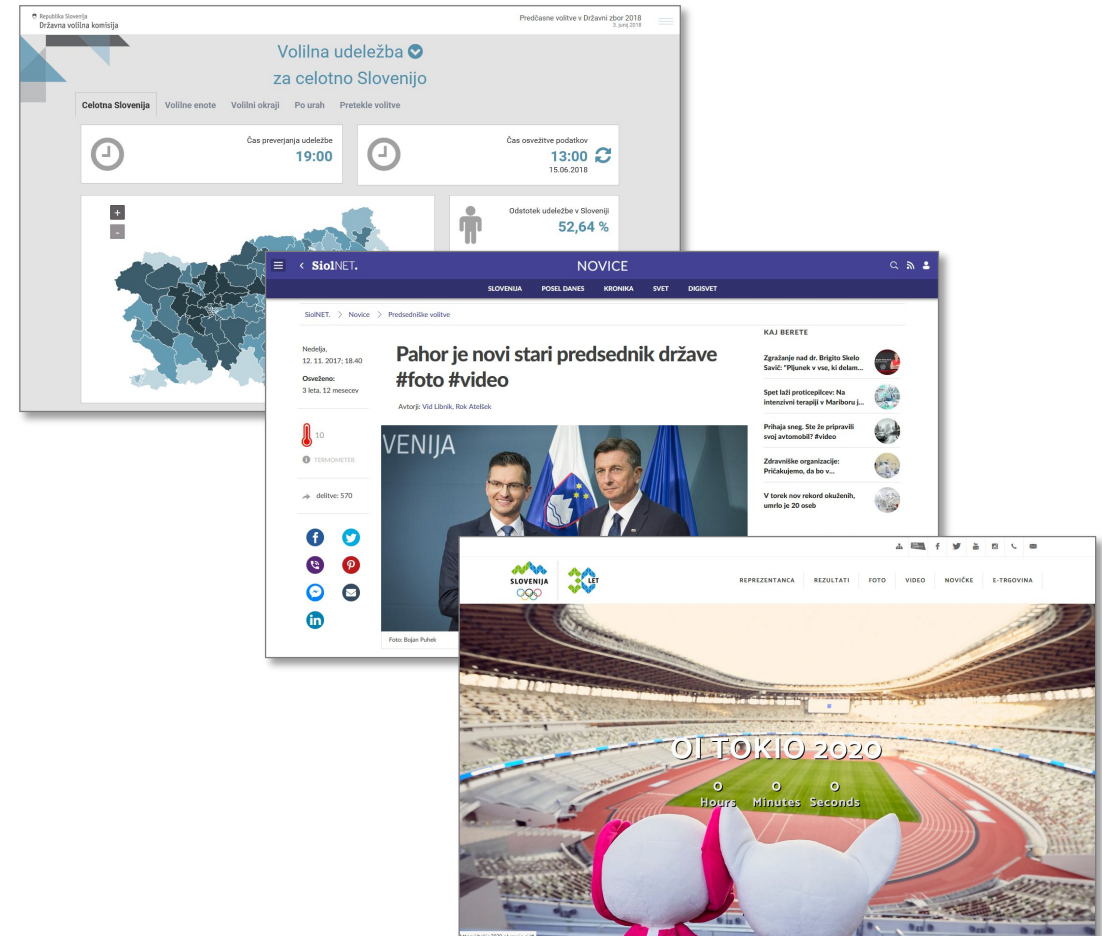 Republika Slovenija
Državna volilna komisija
Predčasne volitve v Državni zbor 2018
3. junij 2018
Volilna udeležba
za celotno Slovenijo
Celotna Slovenija Volilne enote Volilni okraji Po urah Pretekle volitve
Čas preverjanja udeležbe
19:00
Čas osvežitve podatkov
13:00
15.06.2018
+
-
Odstotek udeležbe v Sloveniji
52,64 %
SiolNET.
NOVICE
SLOVENIJA POSEL DANES KRONIKA SVET DIGISVET
SiolNET. > Novice > Predsedniške volitve
Nedelja,
12. 11. 2017; 18.40
Osveženo:
3 leta, 12 mesecev
10
TERMOMETER
delitve: 570
Pahor je novi stari predsednik države
#foto #video
Avtorji: Vid Libnik, Rok Atelšek
VENIJA
Foto: Bojan Puhek
KAJ BERETE
Zgražanje nad dr. Brigito Skelo
Savič: "Pljunek v vse, ki delam...
Spet laži proticepilcev: Na
intenzivni terapiji v Mariboru j...
Prihaja sneg. Ste že pripravili
svoj avtomobil? #video
Zdravniške organizacije:
Pričakujemo, da bo v...
V torek nov rekord okuženih,
umrlo je 20 oseb
SLOVENIJA
LET
REPREZENTANCA REZULTATI FOTO VIDEO NOVIČKE E-TRGOVINA
OI TOKIO 2020
0 0 0
Hours Minutes Seconds